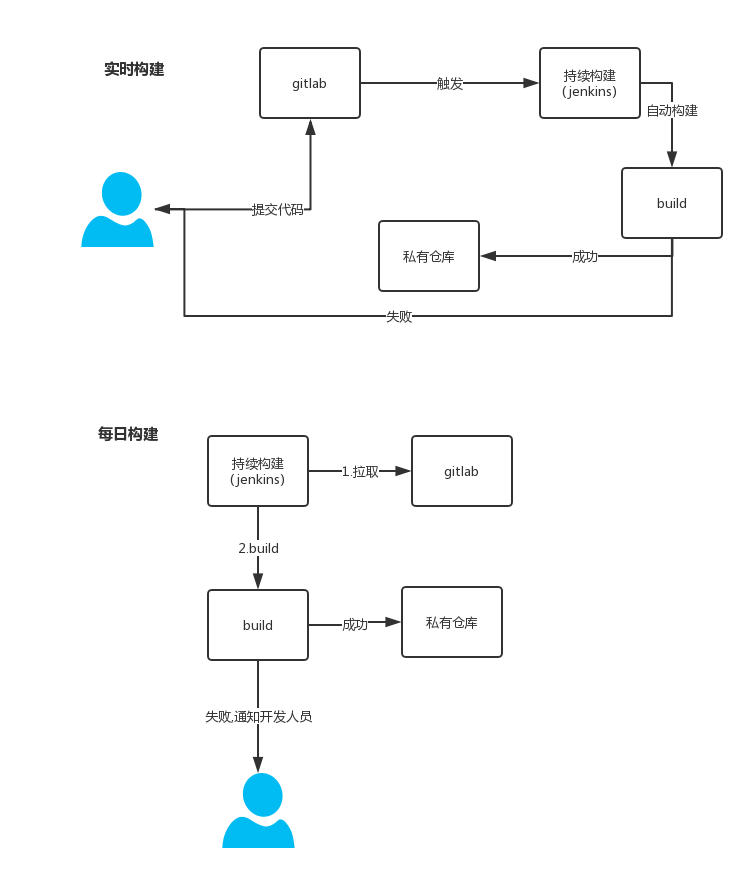 实时构建
gitlab
触发
持续构建
(jenkins)
自动构建
提交代码
build
私有仓库
成功
失败
每日构建
持续构建
(jenkins)
1.拉取
gitlab
2.build
build
成功
私有仓库
失败,通知开发人员